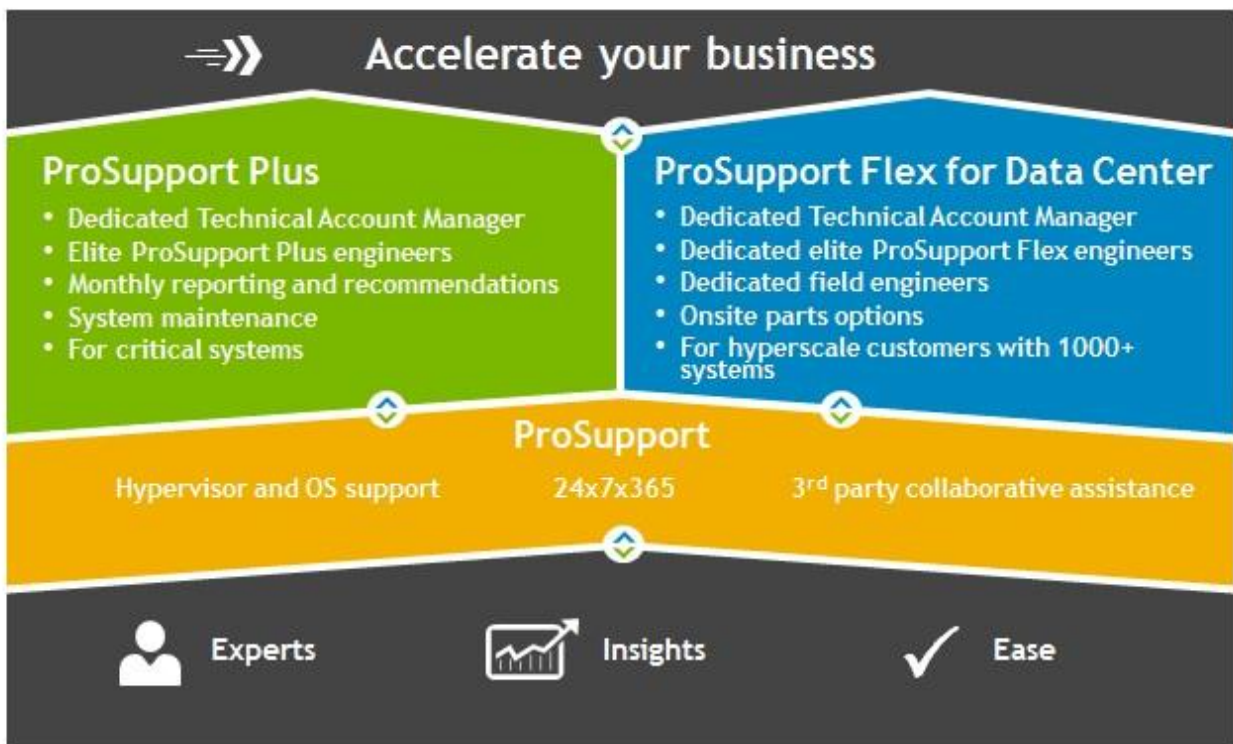 Accelerate your business
ProSupport Plus
• Dedicated Technical Account Manager
• Elite ProSupport Plus engineers
• Monthly reporting and recommendations
• System maintenance
• For critical systems
ProSupport Flex for Data Center
• Dedicated Technical Account Manager
• Dedicated elite ProSupport Flex engineers
• Dedicated field engineers
• Onsite parts options
• For hyperscale customers with 1000+
systems
ProSupport
Hypervisor and OS support 24x7x365 3rd party collaborative assistance
Experts Insights Ease